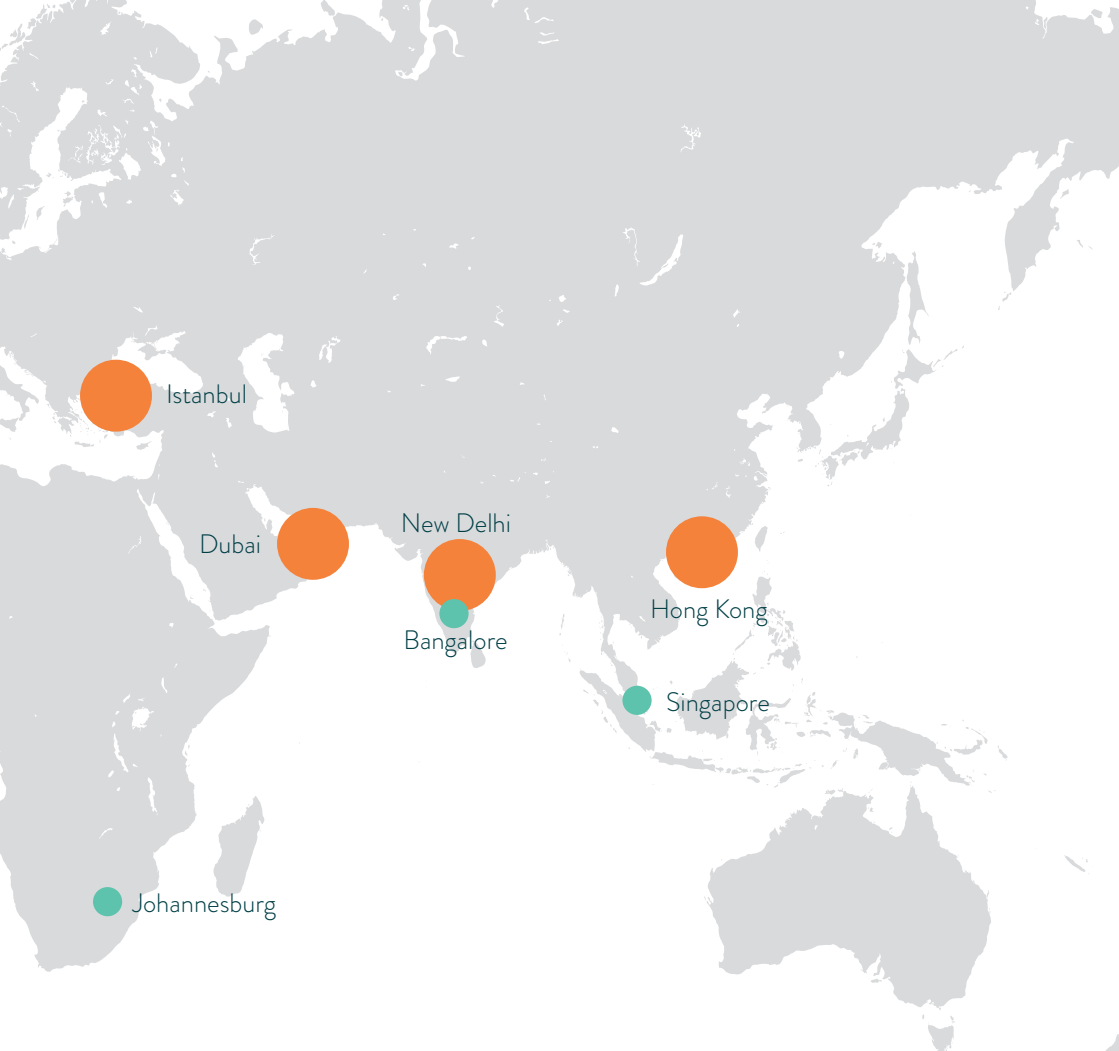 Istanbul
New Delhi
Dubai
Hong Kong
Bangalore
Singapore
Johannesburg